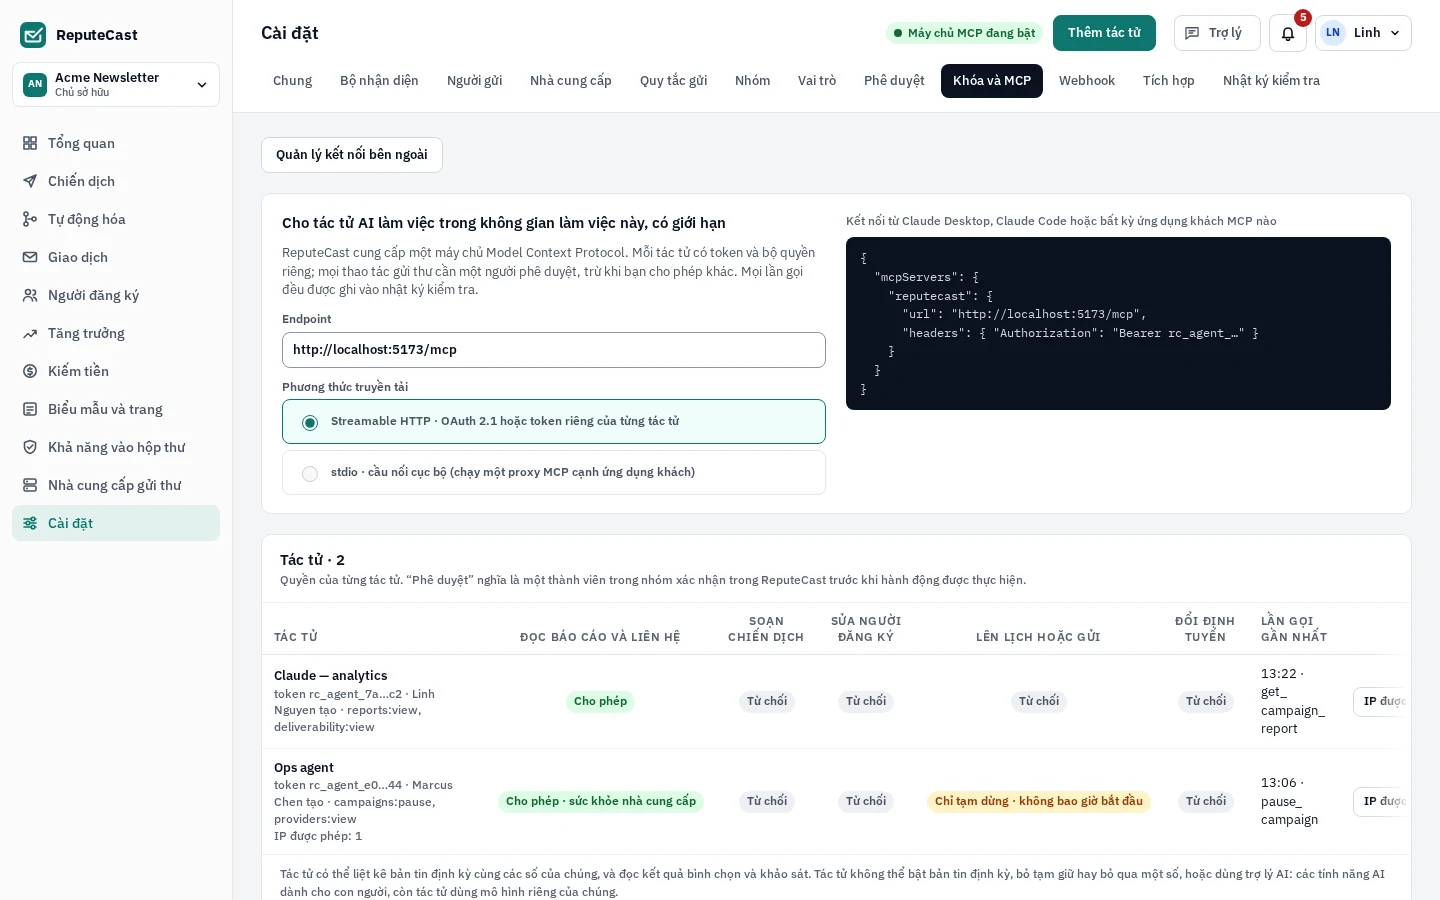 ReputeCast
AN
Acme Newsletter
Chủ sở hữu
Tổng quan
Chiến dịch
Tự động hóa
Giao dịch
Người đăng ký
Tăng trưởng
Kiếm tiền
Biểu mẫu và trang
Khả năng vào hộp thư
Nhà cung cấp gửi thư
Cài đặt
Cài đặt
Máy chủ MCP đang bật
Thêm tác tử
Trợ lý
5
LN
Linh
Chung
Bộ nhận diện
Người gửi
Nhà cung cấp
Quy tắc gửi
Nhóm
Vai trò
Phê duyệt
Khóa và MCP
Webhook
Tích hợp
Nhật ký kiểm tra
Quản lý kết nối bên ngoài
Cho tác tử AI làm việc trong không gian làm việc này, có giới hạn
ReputeCast cung cấp một máy chủ Model Context Protocol. Mỗi tác tử có token và bộ quyền
riêng; mọi thao tác gửi thư cần một người phê duyệt, trừ khi bạn cho phép khác. Mọi lần gọi
đều được ghi vào nhật ký kiểm tra.
Endpoint
http://localhost:5173/mcp
Phương thức truyền tải
Streamable HTTP · OAuth 2.1 hoặc token riêng của từng tác tử
stdio · cầu nối cục bộ (chạy một proxy MCP cạnh ứng dụng khách)
Kết nối từ Claude Desktop, Claude Code hoặc bất kỳ ứng dụng khách MCP nào
{
"mcpServers": {
"reputecast": {
"url": "http://localhost:5173/mcp",
"headers": { "Authorization": "Bearer rc_agent_…" }
}
}
}
Tác tử · 2
Quyền của từng tác tử. “Phê duyệt” nghĩa là một thành viên trong nhóm xác nhận trong ReputeCast trước khi hành động được thực hiện.
TÁC TỬ
ĐỌC BÁO CÁO VÀ LIÊN HỆ
SOẠN
CHIẾN DỊCH
SỬA NGƯỜI
ĐĂNG KÝ
LÊN LỊCH HOẶC GỬI
ĐỔI ĐỊNH
TUYẾN
LẦN GỌI
GẦN NHẤT
Claude — analytics
token rc_agent_7a…c2 · Linh
Nguyen tạo · reports:view,
deliverability:view
Cho phép
Từ chối
Từ chối
Từ chối
Từ chối
13:22 ·
get_
campaign_
report
IP được
Ops agent
token rc_agent_e0…44 · Marcus
Chen tạo · campaigns:pause,
providers:view
IP được phép: 1
Cho phép · sức khỏe nhà cung cấp
Từ chối
Từ chối
Chỉ tạm dừng · không bao giờ bắt đầu
Từ chối
13:06 ·
pause_
campaign
IP được
Tác tử có thể liệt kê bản tin định kỳ cùng các số của chúng, và đọc kết quả bình chọn và khảo sát. Tác tử không thể bật bản tin định kỳ, bỏ tạm giữ hay bỏ qua một số, hoặc dùng trợ lý AI: các tính năng AI
dành cho con người, còn tác tử dùng mô hình riêng của chúng.